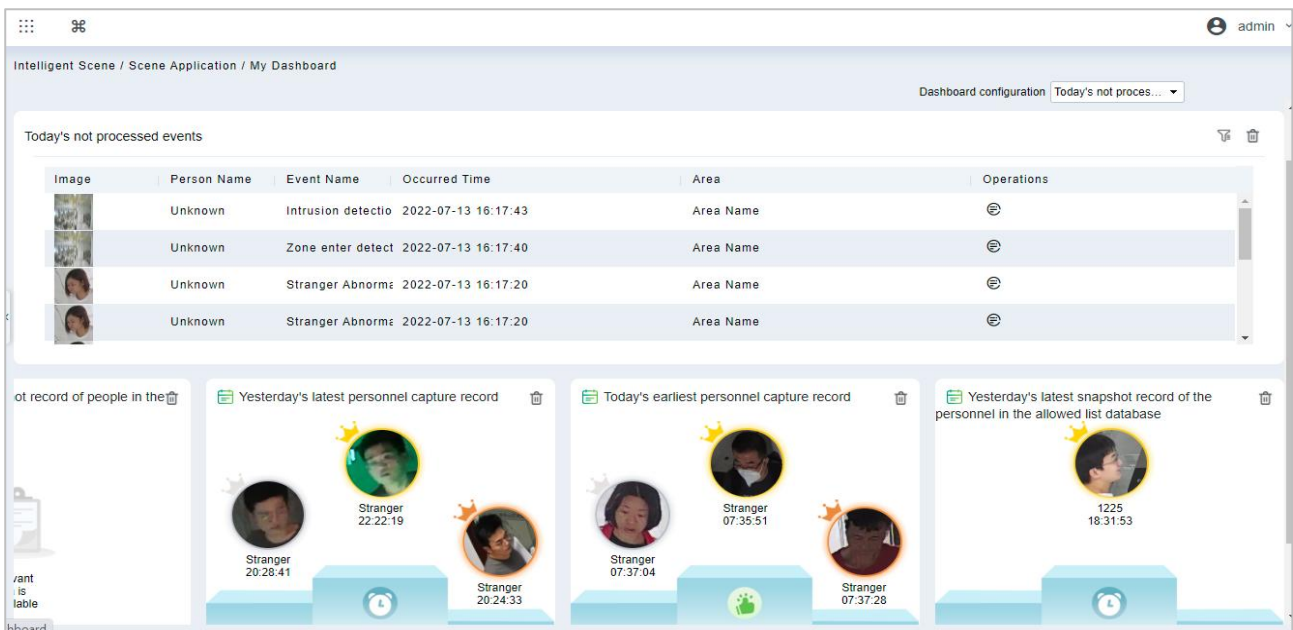 admin
Intelligent Scene / Scene Application / My Dashboard
Dashboard configuration Today's not proces...
Today's not processed events
Image Person Name Event Name Occurred Time Area Operations
Unknown Intrusion detectio 2022-07-13 16:17:43 Area Name
Unknown Zone enter detect 2022-07-13 16:17:40 Area Name
Unknown Stranger Abnorma 2022-07-13 16:17:20 Area Name
Unknown Stranger Abnorma 2022-07-13 16:17:20 Area Name
ot record of people in the
vant
is
lable
Yesterday's latest personnel capture record
Stranger
22:22:19
Stranger
20:28:41
Stranger
20:24:33
Today's earliest personnel capture record
Stranger
07:35:51
Stranger
07:37:04
Stranger
07:37:28
Yesterday's latest snapshot record of the
personnel in the allowed list database
1225
18:31:53